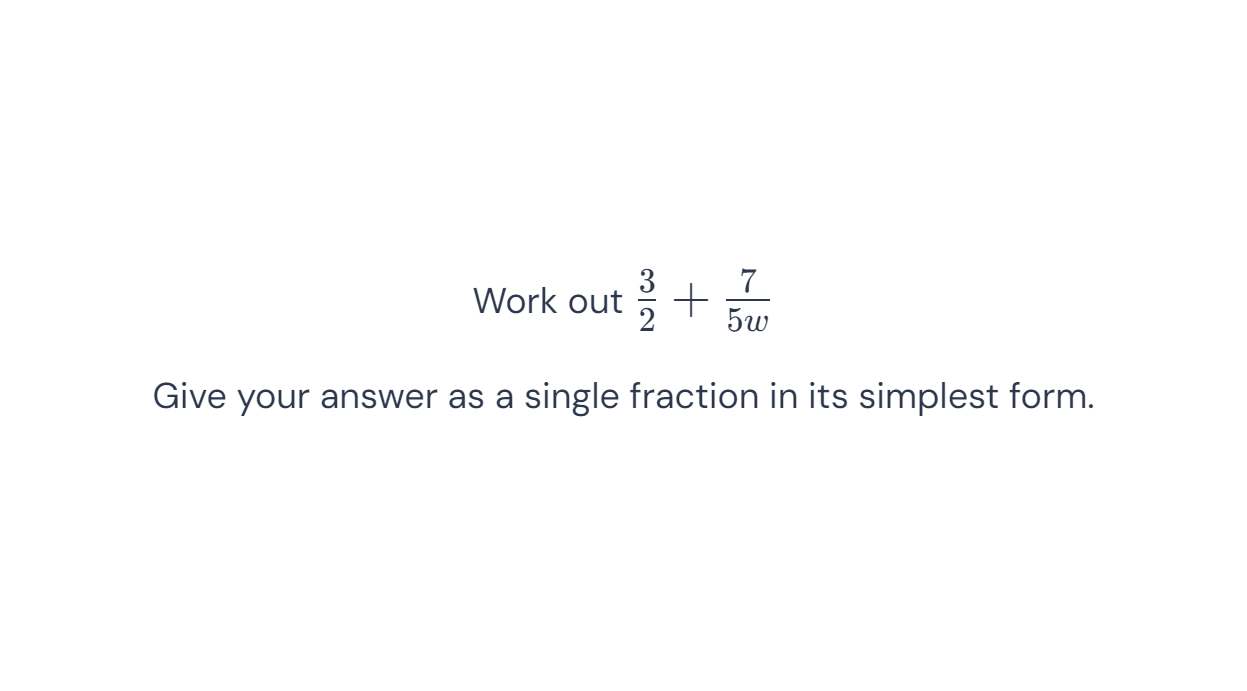 Work out $\frac{3}{2} + \frac{7}{5w}$
Give your answer as a single fraction in its simplest form.